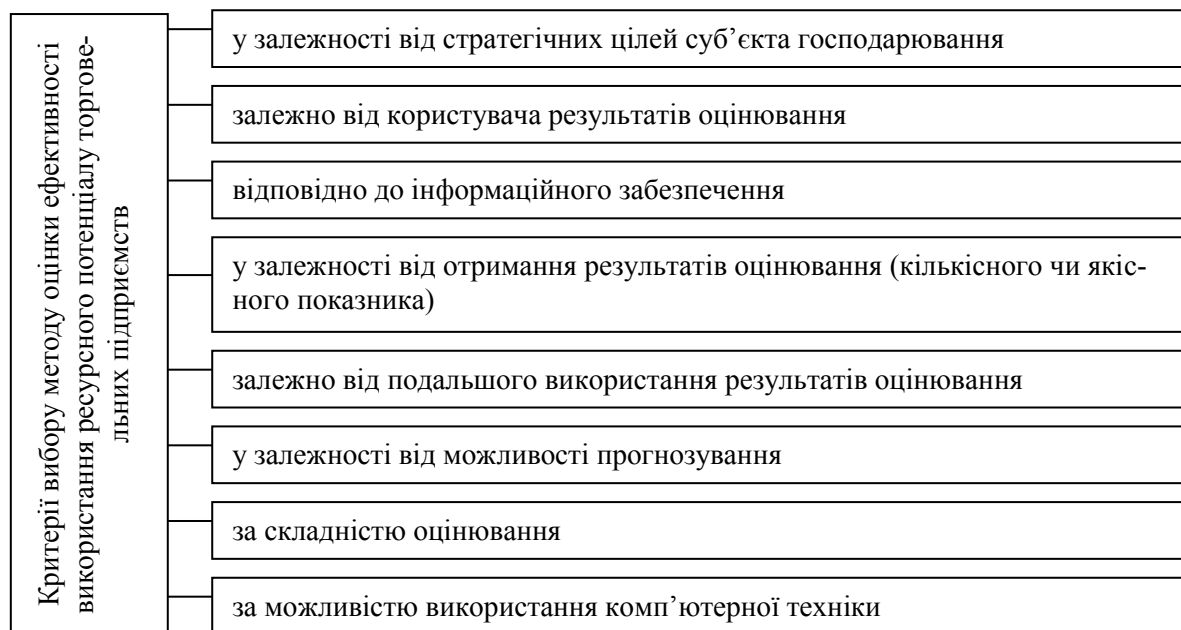 Критерії вибору методу оцінки ефективності
використання ресурсного потенціалу торгове-
льних підприємств
у залежності від стратегічних цілей суб’єкта господарювання
залежно від користувача результатів оцінювання
відповідно до інформаційного забезпечення
у залежності від отримання результатів оцінювання (кількісного чи якіс-
ного показника)
залежно від подальшого використання результатів оцінювання
у залежності від можливості прогнозування
за складністю оцінювання
за можливістю використання комп’ютерної техніки